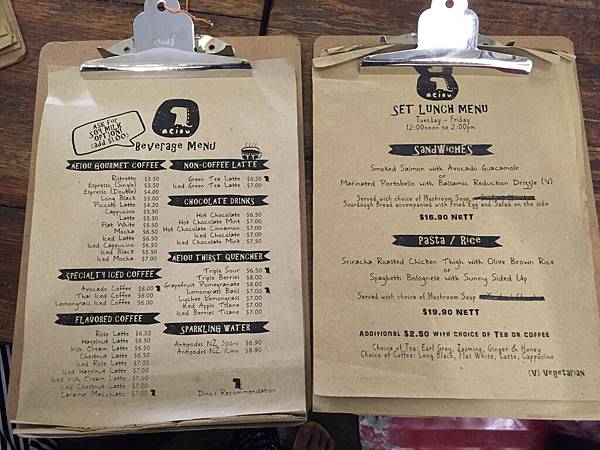 aeiou
ASK FOR
SOY MILK
OPTION!
(add $1.00)
Beverage Menu
AEIOU GOURMET COFFEE
Ristretto $3.50
Espresso (Single) $3.50
Espresso (Double) $4.00
Long Black $5.00
Piccolo Latte $4.20
Cappuccino $5.50
Latte $5.50
Flat White $5.50
Mocha $6.50
Iced Latte $6.50
Iced Cappuccino $6.50
Iced Black $5.50
Iced Mocha $7.00
SPECIALTY ICED COFFEE
Avocado Coffee $8.00
Thai Iced Coffee $6.00
Lemongrass Iced Coffee $6.00
FLAVORED COFFEE
Rose Latte $6.50
Hazelnut Latte $6.50
Irish Cream Latte $6.50
Chestnut Latte $6.50
Iced Rose Latte $7.00
Iced Hazelnut Latte $7.00
Iced Irish Cream Latte $7.00
Iced Chestnut Latte $7.00
Caramel Macchiato $7.00
NON-COFFEE LATTE
Green Tea Latte $6.50
Iced Green Tea Latte $7.00
CHOCOLATE DRINKS
Hot Chocolate $6.50
Hot Chocolate Mint $7.00
Hot Chocolate Cinnamon $7.00
Iced Chocolate $7.00
Iced Chocolate Mint $7.50
AEIOU THIRST QUENCHER
Triple Sour $6.50
Triple Berries $8.00
Grapefruit Pomegranate $8.00
Lemongrass Basil $7.00
Lychee Lemongrass $7.00
Iced Apple Tisane $7.00
Iced Berries Tisane $7.00
SPARKLING WATER
Antipodes NZ 500ml $6.90
Antipodes NZ 1Litre $8.90
Dino's Recommendation
aeiou
SET LUNCH MENU
Tuesday - Friday
12:00noon to 2:00pm
SANDWICHES
Smoked Salmon with Avocado Guacamole
or
Marinated Portobello with Balsamic Reduction Drizzle (V)
Served with choice of Mushroom Soup
Sourdough Bread accompanied with Fried Egg and Salad on the side
$16.90 NETT
PASTA / RICE
Sriracha Roasted Chicken Thigh with Olive Brown Rice
or
Spaghetti Bolognese with Sunny Sided Up
Served with choice of Mushroom Soup
$19.90 NETT
ADDITIONAL $2.50 WITH CHOICE OF TEA OR COFFEE
Choice of Tea: Earl Grey, Jasmine, Ginger & Honey
Choice of Coffee: Long Black, Flat White, Latte, Cappucino
(V) Vegetarian